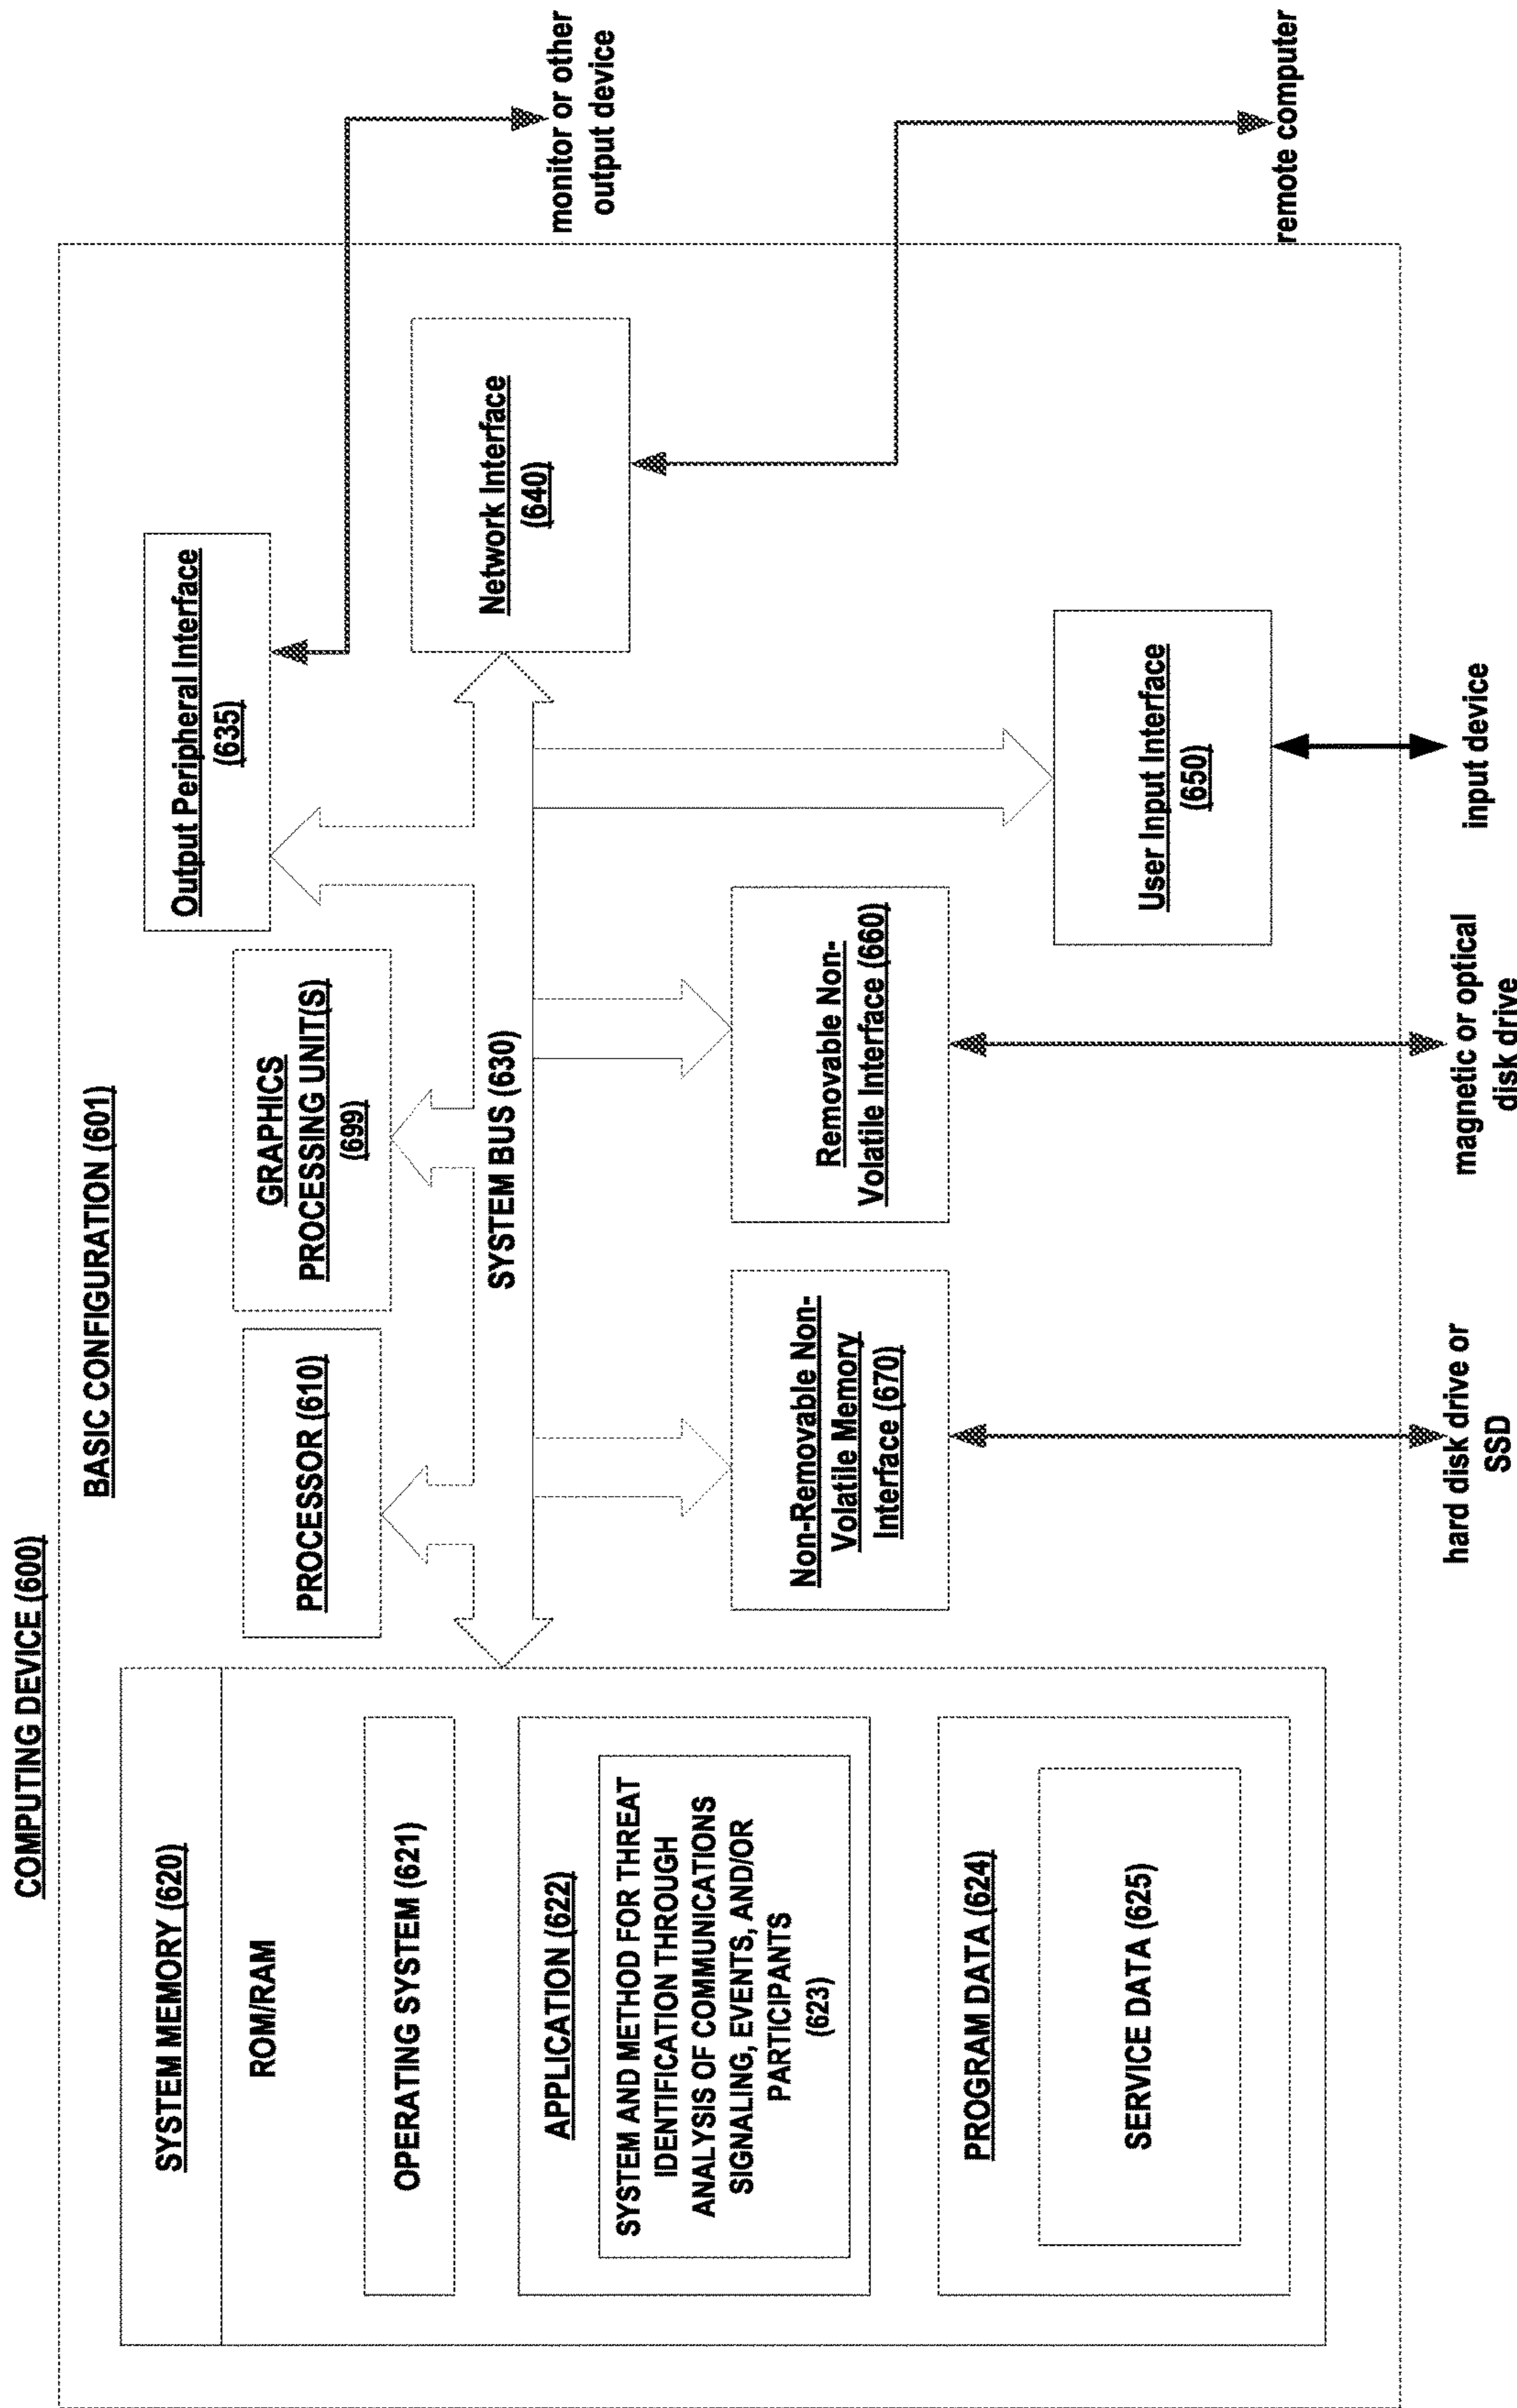 COMPUTING DEVICE (600)
BASIC CONFIGURATION (601)
SYSTEM MEMORY (620)
ROM/RAM
OPERATING SYSTEM (621)
APPLICATION (622)
SYSTEM AND METHOD FOR THREAT
IDENTIFICATION THROUGH
ANALYSIS OF COMMUNICATIONS
SIGNALING, EVENTS, AND/OR
PARTICIPANTS
(623)
PROGRAM DATA (624)
SERVICE DATA (625)
PROCESSOR (610)
GRAPHICS
PROCESSING UNIT(S)
(699)
Output Peripheral Interface
(635)
SYSTEM BUS (630)
Network Interface
(640)
Non-Removable Non-
Volatile Memory
Interface (670)
Removable Non-
Volatile Interface (660)
User Input Interface
(650)
monitor or other
output device
remote computer
hard disk drive or
SSD
magnetic or optical
disk drive
input device